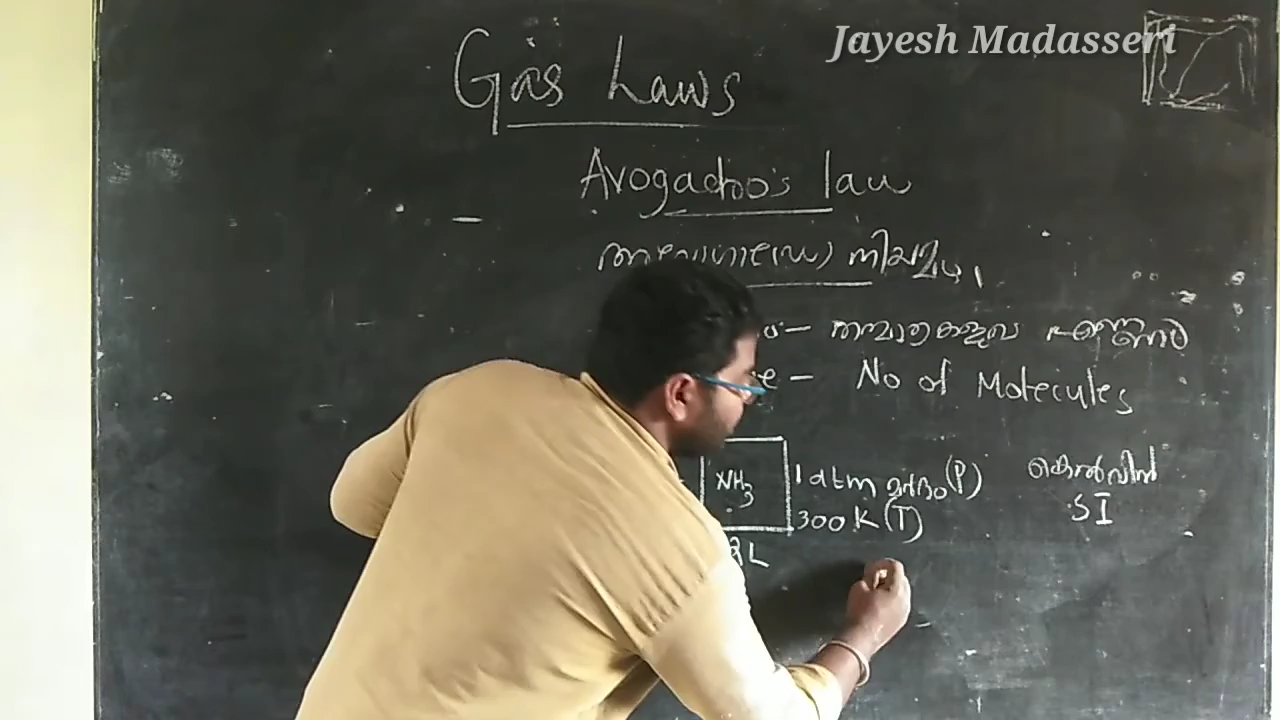 Jayesh Madasseri
Gas Laws
Avogadro's law
നിയമം
– തന്മാത്രകളുടെ എണ്ണം
e – No of Molecules
NH3
1 atm മർദം (P)
300 K (T)
L
കെൽവിൻ
SI